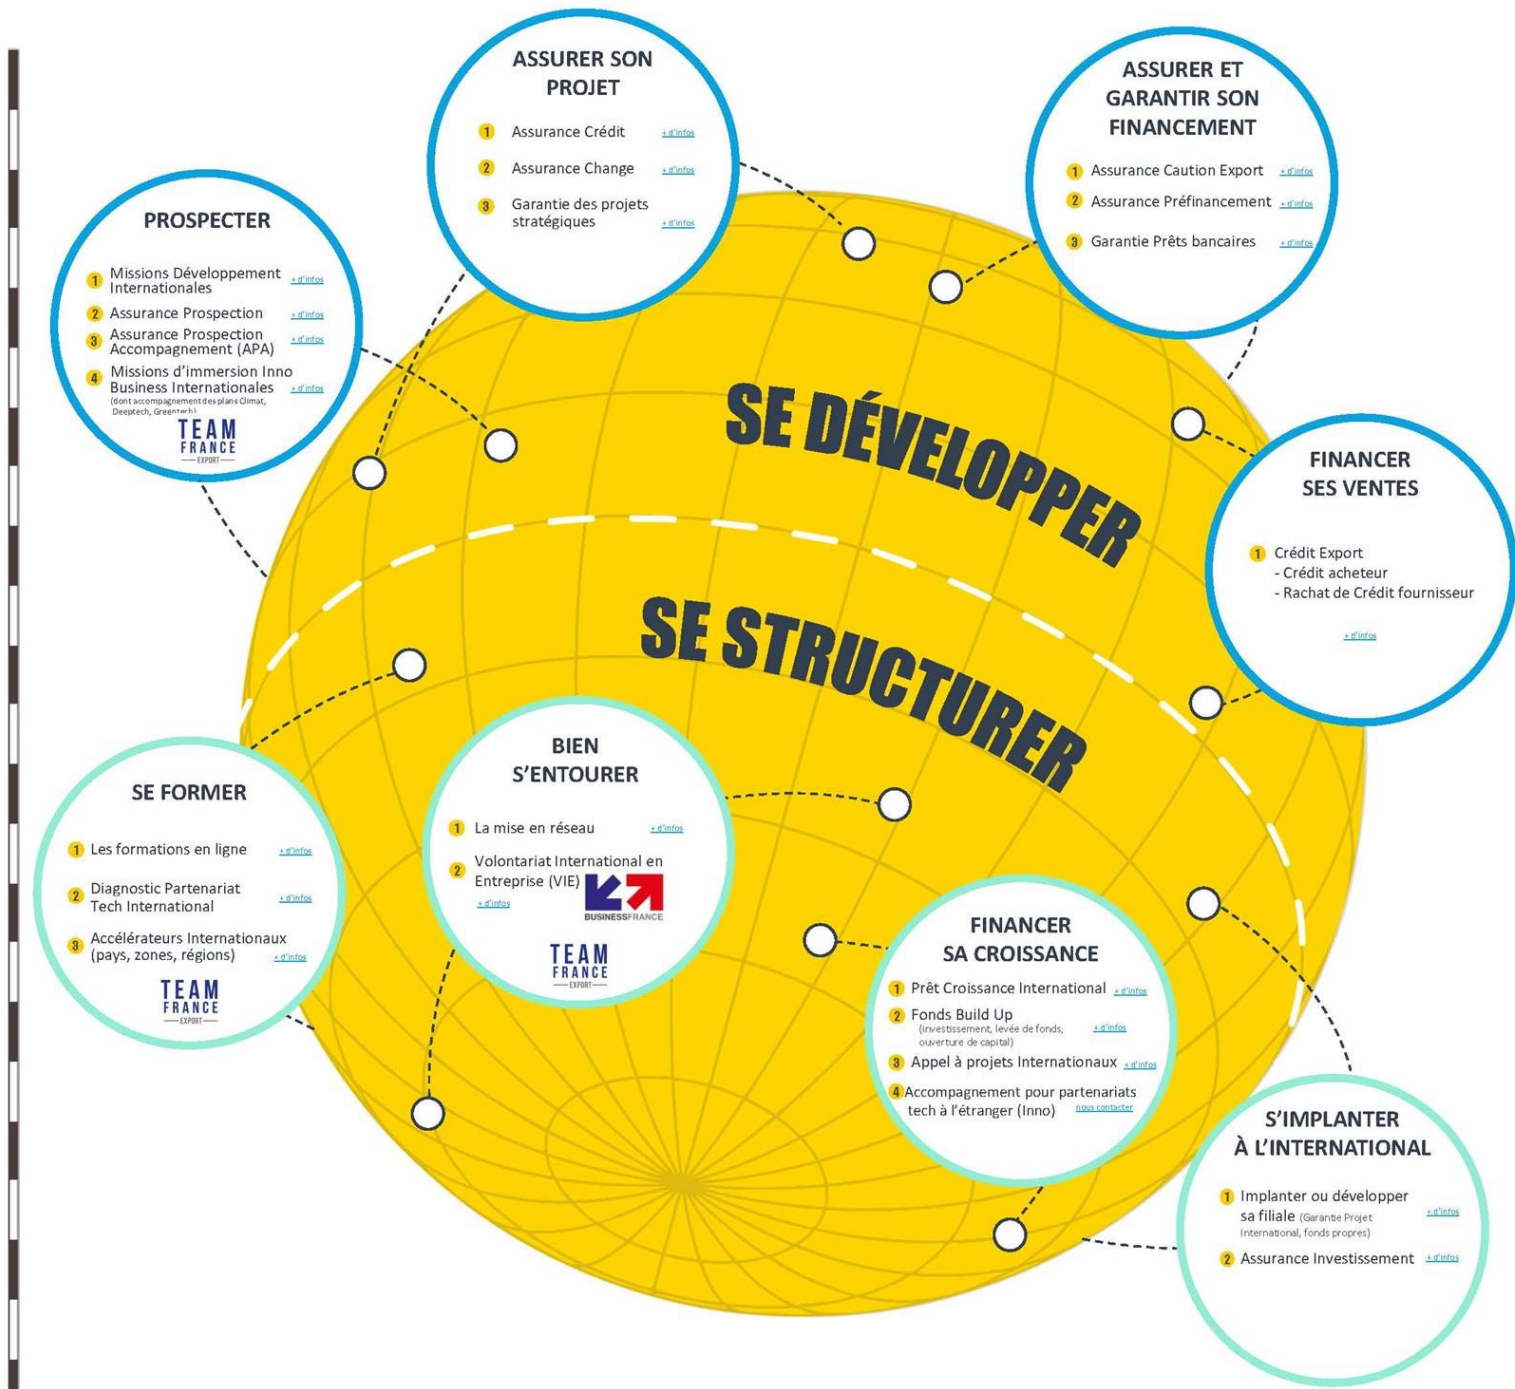 ASSURER SON
PROJET
1 Assurance Crédit + d'infos
2 Assurance Change + d'infos
3 Garantie des projets
stratégiques + d'infos
ASSURER ET
GARANTIR SON
FINANCEMENT
1 Assurance Caution Export + d'infos
2 Assurance Préfinancement + d'infos
3 Garantie Prêts bancaires + d'infos
PROSPECTER
1 Missions Développement
Internationales + d'infos
2 Assurance Prospection + d'infos
3 Assurance Prospection
Accompagnement (APA) + d'infos
4 Missions d'immersion Inno
Business Internationales + d'infos
(dont accompagnement des plans Climat,
Deeptech, Greentech)
TEAM
FRANCE
EXPORT
SE DÉVELOPPER
FINANCER
SES VENTES
1 Crédit Export
- Crédit acheteur
- Rachat de Crédit fournisseur
+ d'infos
SE STRUCTURER
SE FORMER
1 Les formations en ligne + d'infos
2 Diagnostic Partenariat
Tech International + d'infos
3 Accélérateurs Internationaux
(pays, zones, régions) + d'infos
TEAM
FRANCE
EXPORT
BIEN
S'ENTOURER
1 La mise en réseau + d'infos
2 Volontariat International en
Entreprise (VIE)
+ d'infos
BUSINESSFRANCE
TEAM
FRANCE
EXPORT
FINANCER
SA CROISSANCE
1 Prêt Croissance International + d'infos
2 Fonds Build Up
(investissement, levée de fonds, + d'infos
ouverture de capital)
3 Appel à projets Internationaux + d'infos
4 Accompagnement pour partenariats
tech à l'étranger (Inno) nous contacter
S'IMPLANTER
À L'INTERNATIONAL
1 Implanter ou développer
sa filiale (Garantie Projet + d'infos
International, fonds propres)
2 Assurance Investissement + d'infos